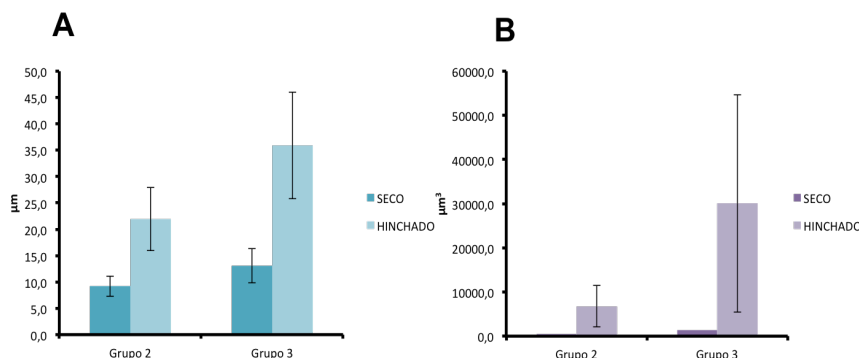 A
µm
50,0
45,0
40,0
35,0
30,0
25,0
20,0
15,0
10,0
5,0
0,0
Grupo 2
Grupo 3
SECO
HINCHADO
B
µm³
60000,0
50000,0
40000,0
30000,0
20000,0
10000,0
0,0
Grupo 2
Grupo 3
SECO
HINCHADO